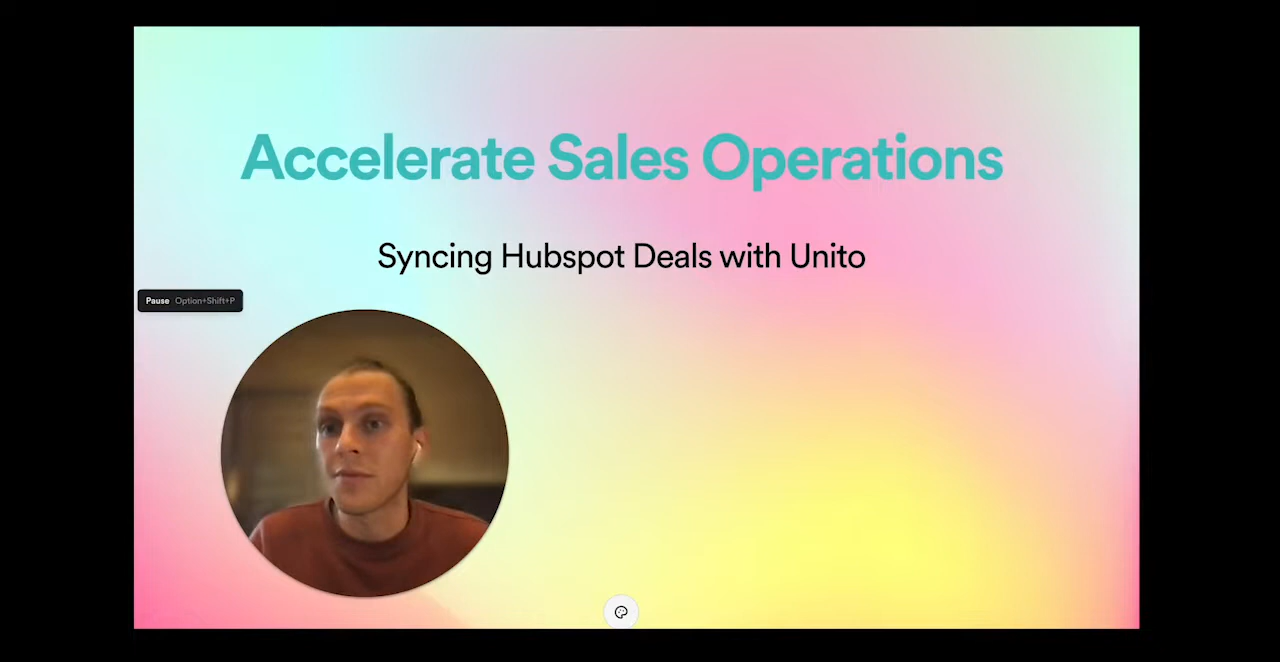 Accelerate Sales Operations
Syncing Hubspot Deals with Unito
Pause Option+Shift+P